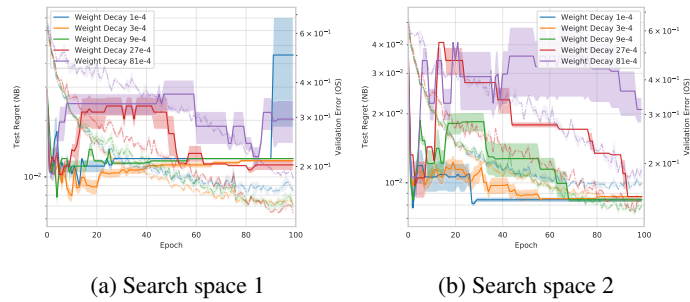 Weight Decay 1e-4
Weight Decay 3e-4
Weight Decay 9e-4
Weight Decay 27e-4
Weight Decay 81e-4
Test Regret (NB)
10⁻²
Validation Error (OS)
6 × 10⁻¹
4 × 10⁻¹
3 × 10⁻¹
2 × 10⁻¹
0 20 40 60 80 100
Epoch
(a) Search space 1
Weight Decay 1e-4
Weight Decay 3e-4
Weight Decay 9e-4
Weight Decay 27e-4
Weight Decay 81e-4
Test Regret (NB)
4 × 10⁻²
3 × 10⁻²
2 × 10⁻²
10⁻²
Validation Error (OS)
6 × 10⁻¹
5 × 10⁻¹
4 × 10⁻¹
3 × 10⁻¹
2 × 10⁻¹
0 20 40 60 80 100
Epoch
(b) Search space 2